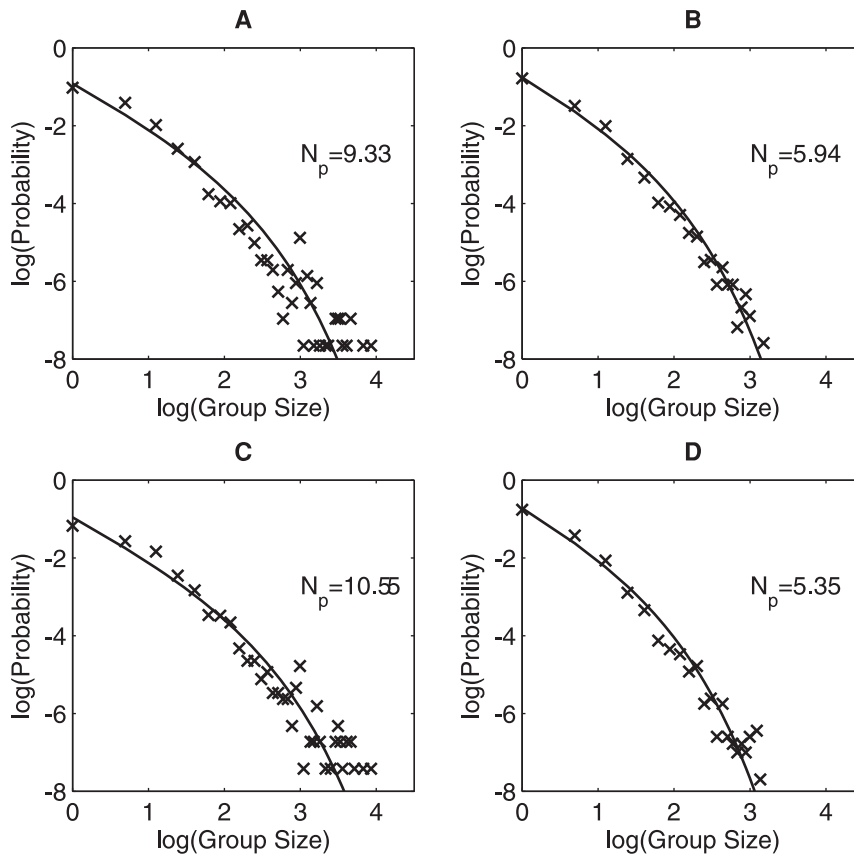 A
0
-2
-4
-6
-8
log(Probability)
N_p=9.33
0 1 2 3 4
log(Group Size)
B
0
-2
-4
-6
-8
log(Probability)
N_p=5.94
0 1 2 3 4
log(Group Size)
C
0
-2
-4
-6
-8
log(Probability)
N_p=10.55
0 1 2 3 4
log(Group Size)
D
0
-2
-4
-6
-8
log(Probability)
N_p=5.35
0 1 2 3 4
log(Group Size)